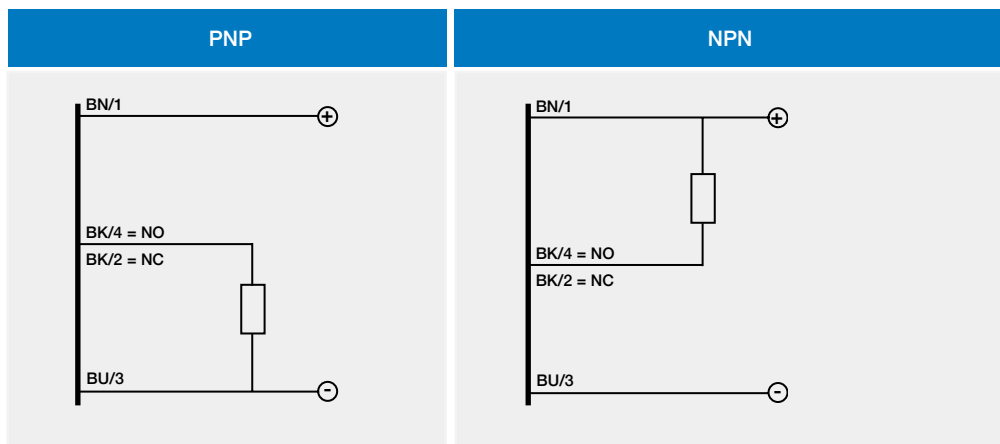 PNP
BN/1
+
BK/4 = NO
BK/2 = NC
BU/3
-
NPN
BN/1
+
BK/4 = NO
BK/2 = NC
BU/3
-